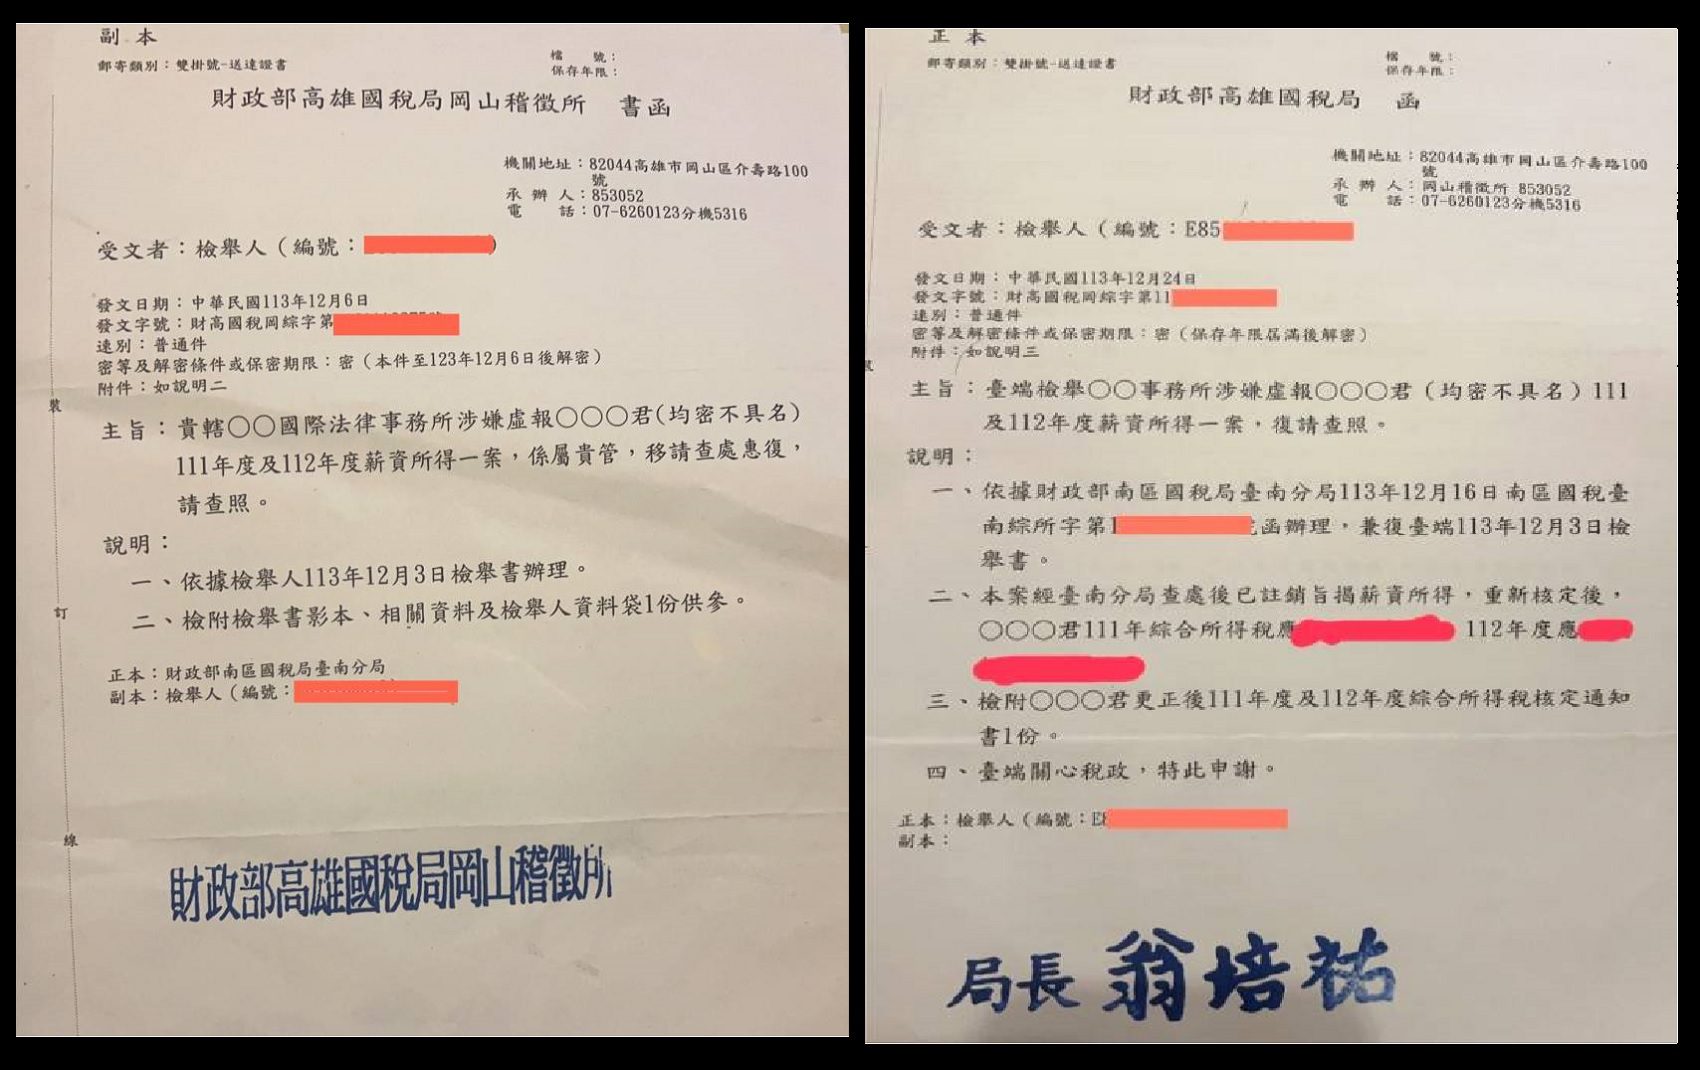 副 本
郵寄類別：雙掛號-送達證書
檔 號：
保存年限：
財政部高雄國稅局岡山稽徵所 書函
機關地址：82044高雄市岡山區介壽路100
號
承 辦 人：853052
電 話：07-6260123分機5316
受文者：檢舉人（編號：
發文日期：中華民國113年12月6日
發文字號：財高國稅岡綜字第
速別：普通件
密等及解密條件或保密期限：密（本件至123年12月6日後解密）
附件：如說明二
主旨：貴轄○○國際法律事務所涉嫌虛報○○○君(均密不具名)
111年度及112年度薪資所得一案，係屬貴管，移請查處惠復，
請查照。
說明：
一、依據檢舉人113年12月3日檢舉書辦理。
二、檢附檢舉書影本、相關資料及檢舉人資料袋1份供參。
正本：財政部南區國稅局臺南分局
副本：檢舉人（編號：
裝
訂
線
財政部高雄國稅局岡山稽徵所
正 本
郵寄類別：雙掛號-送達證書
檔 號：
保存年限：
財政部高雄國稅局 函
機關地址：82044高雄市岡山區介壽路100
號
承 辦 人：岡山稽徵所 853052
電 話：07-6260123分機5316
受文者：檢舉人（編號：E85
發文日期：中華民國113年12月24日
發文字號：財高國稅岡綜字第11
速別：普通件
密等及解密條件或保密期限：密（保存年限屆滿後解密）
附件：如說明三
主旨：臺端檢舉○○事務所涉嫌虛報○○○君（均密不具名）111
及112年度薪資所得一案，復請查照。
說明：
一、依據財政部南區國稅局臺南分局113年12月16日南區國稅臺
南綜所字第1 函辦理，兼復臺端113年12月3日檢
舉書。
二、本案經臺南分局查處後已註銷旨揭薪資所得，重新核定後，
○○○君111年綜合所得稅應 112年度應
三、檢附○○○君更正後111年度及112年度綜合所得稅核定通知
書1份。
四、臺端關心稅政，特此申謝。
正本：檢舉人（編號：E8
副本：
局長 翁培祐